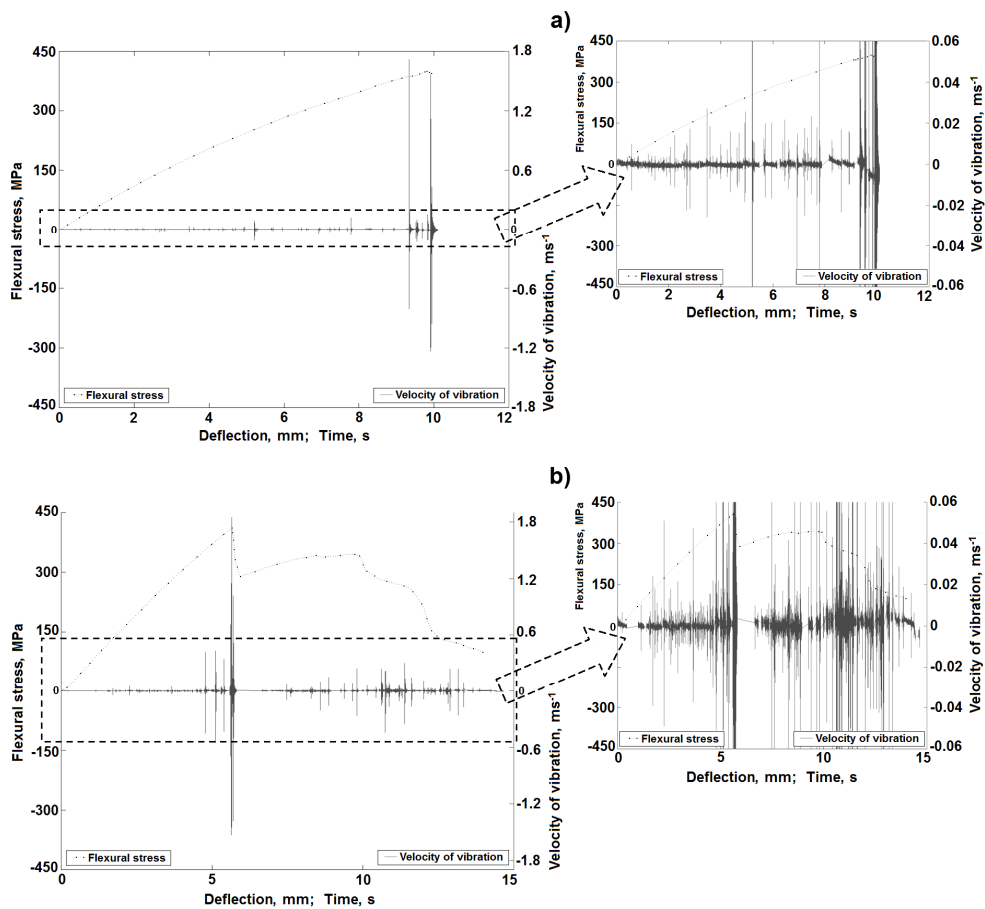 a)
450
300
150
0
-150
-300
-450
Flexural stress, MPa
1.8
1.2
0.6
0
-0.6
-1.2
-1.8
Velocity of vibration, ms-1
Flexural stress
Velocity of vibration
0 2 4 6 8 10 12
Deflection, mm; Time, s
450
300
150
0
-300
-450
Flexural stress, MPa
0.06
0.04
0.02
0
-0.02
-0.04
-0.06
Velocity of vibration, ms-1
Flexural stress
Velocity of vibration
0 2 4 6 8 10 12
Deflection, mm; Time, s
b)
450
300
150
0
-150
-300
-450
Flexural stress, MPa
1.8
1.2
0.6
0
-0.6
-1.2
-1.8
Velocity of vibration, ms-1
Flexural stress
Velocity of vibration
0 5 10 15
Deflection, mm; Time, s
450
300
150
0
-300
-450
Flexural stress, MPa
0.06
0.04
0.02
0
-0.02
-0.04
-0.06
Velocity of vibration, ms-1
Flexural stress
Velocity of vibration
0 5 10 15
Deflection, mm; Time, s